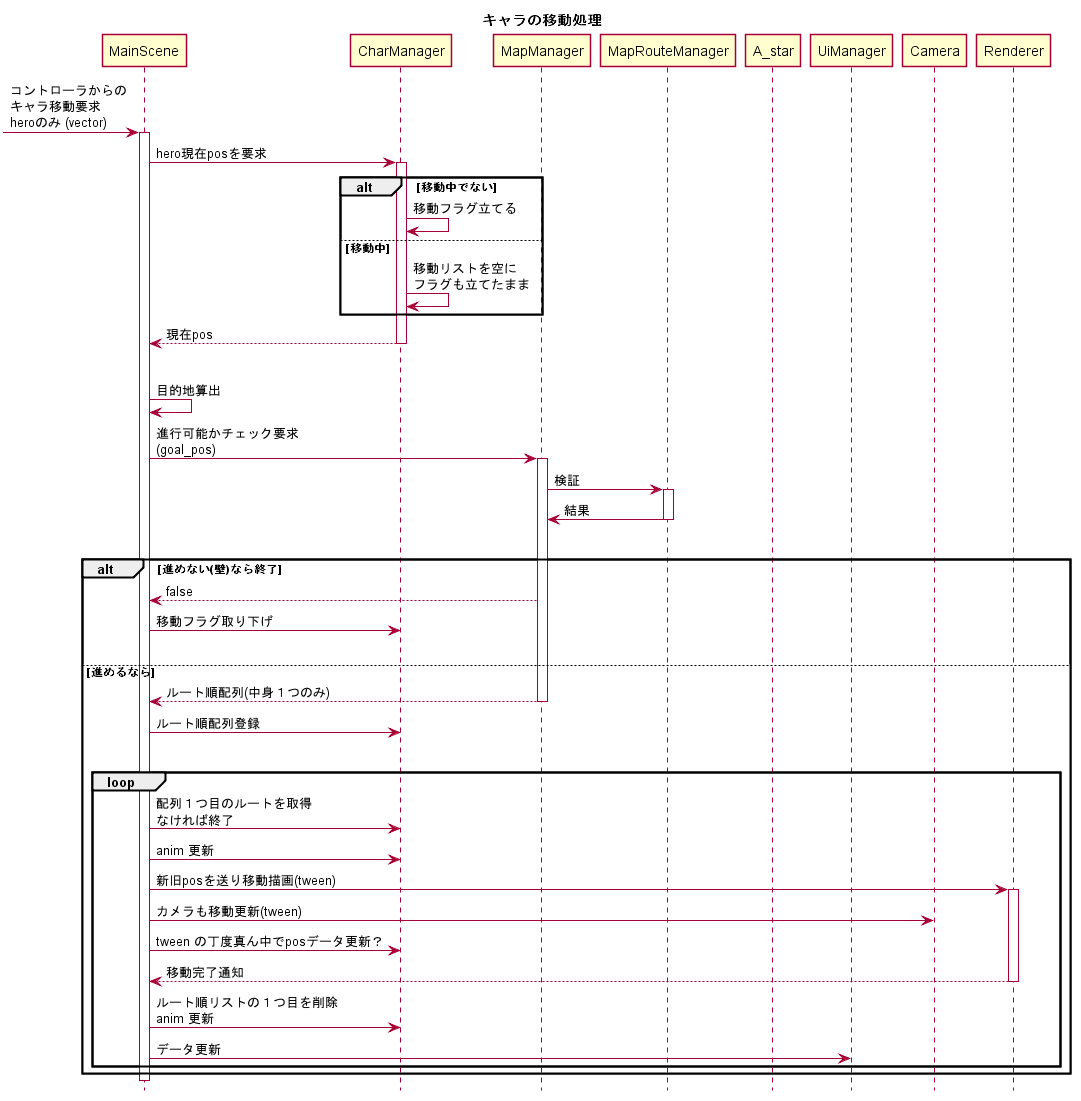 キャラの移動処理
MainScene
CharManager
MapManager
MapRouteManager
A_star
UiManager
Camera
Renderer
コントローラからの
キャラ移動要求
heroのみ (vector)
hero現在posを要求
alt
[移動中でない]
移動フラグ立てる
[移動中]
移動リストを空に
フラグも立てたまま
現在pos
目的地算出
進行可能かチェック要求
(goal_pos)
検証
結果
alt
[進めない(壁)なら終了]
false
移動フラグ取り下げ
[進めるなら]
ルート順配列(中身１つのみ)
ルート順配列登録
loop
配列１つ目のルートを取得
なければ終了
anim 更新
新旧posを送り移動描画(tween)
カメラも移動更新(tween)
tween の丁度真ん中でposデータ更新？
移動完了通知
ルート順リストの１つ目を削除
anim 更新
データ更新